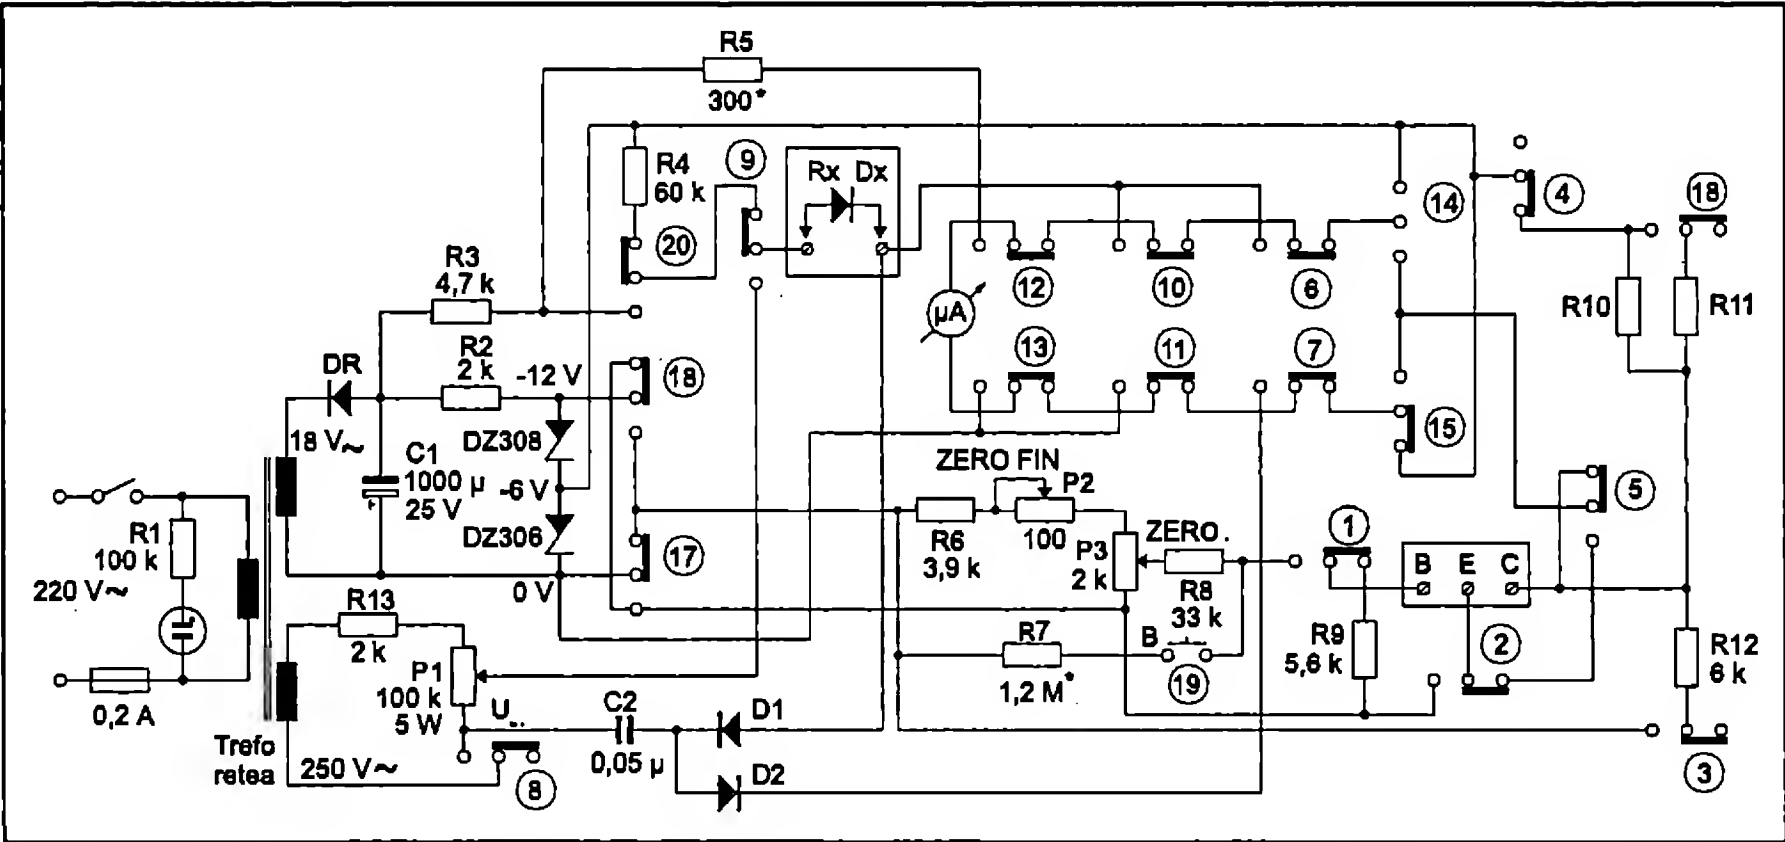 R5
300*
R4
60 k
9
Rx Dx
20
14
4
18
R3
4,7 k
12
10
6
R10
R11
µA
R2
2 k
-12 V
DR
18
13
11
7
18 V~
DZ308
15
C1
1000 µ
25 V
+
-6 V
ZERO FIN
P2
5
R1
100 k
DZ306
17
R6
3,9 k
100
P3
2 k
ZERO.
1
B E C
220 V~
0 V
R13
2 k
R8
33 k
R7
1,2 M*
B
19
R9
5,6 k
2
R12
6 k
P1
100 k
5 W
0,2 A
U~
C2
0,05 µ
D1
Trefo
retea
250 V~
8
D2
3